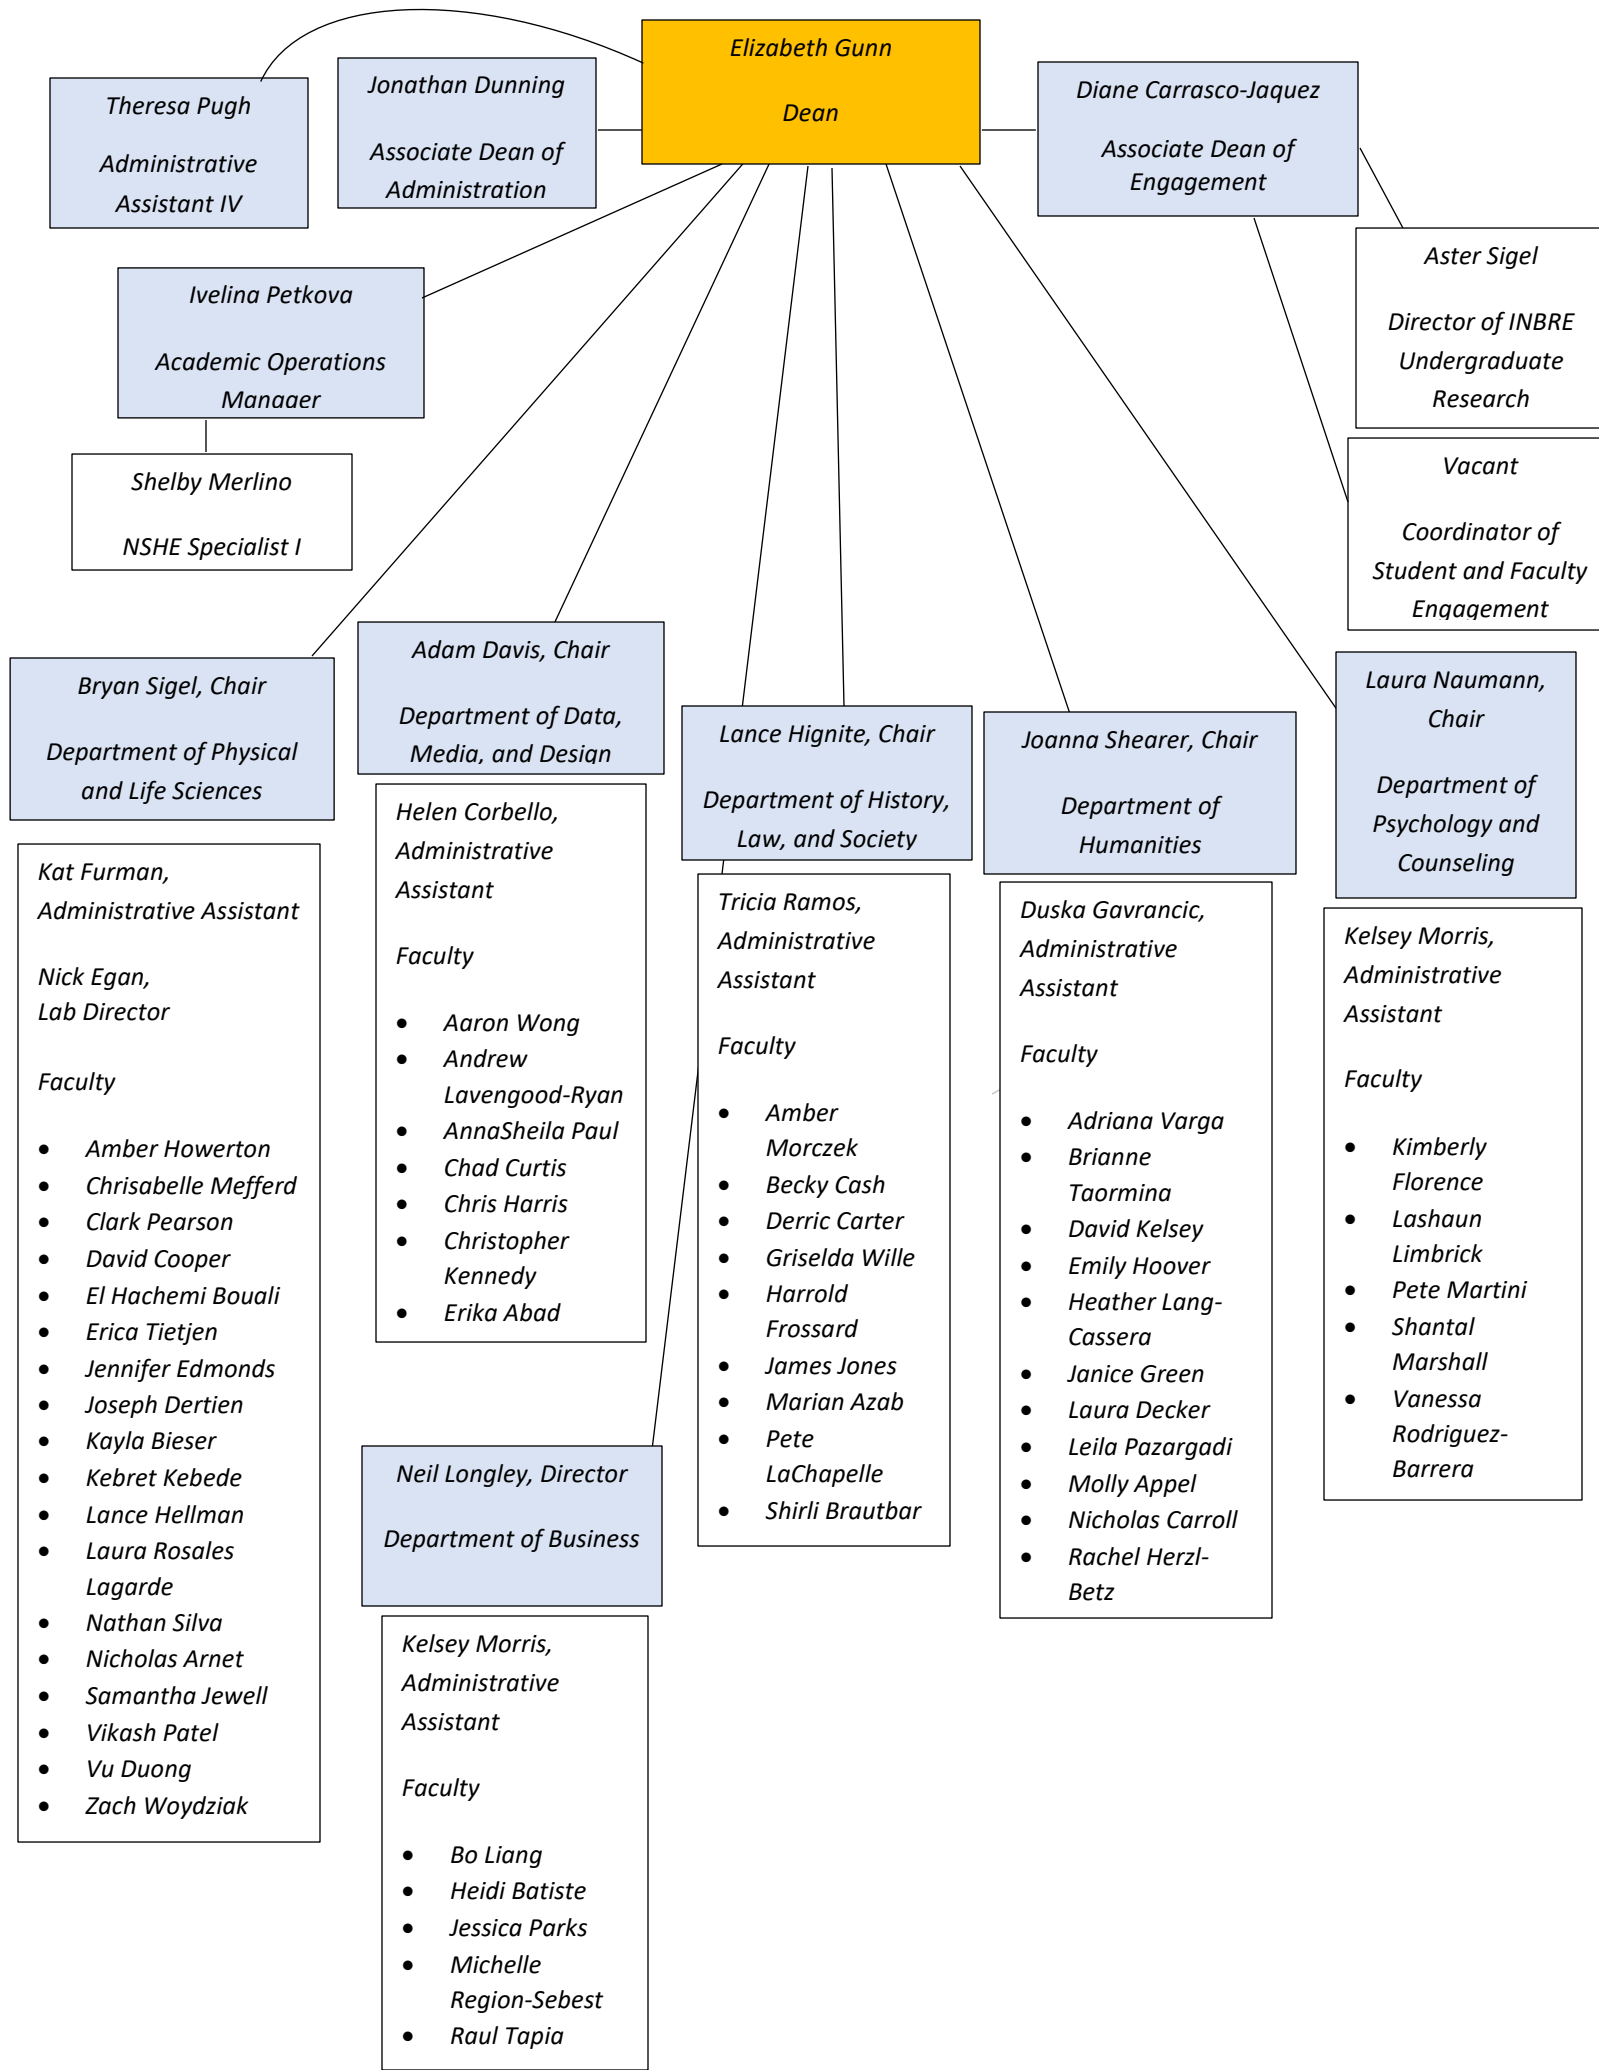 Elizabeth Gunn
Dean
Theresa Pugh
Administrative
Assistant IV
Jonathan Dunning
Associate Dean of
Administration
Diane Carrasco-Jaquez
Associate Dean of
Engagement
Aster Sigel
Director of INBRE
Undergraduate
Research
Vacant
Coordinator of
Student and Faculty
Engagement
Ivelina Petkova
Academic Operations
Manager
Shelby Merlino
NSHE Specialist I
Bryan Sigel, Chair
Department of Physical
and Life Sciences
Kat Furman,
Administrative Assistant
Nick Egan,
Lab Director
Faculty
• Amber Howerton
• Chrisabelle Mefferd
• Clark Pearson
• David Cooper
• El Hachemi Bouali
• Erica Tietjen
• Jennifer Edmonds
• Joseph Dertien
• Kayla Bieser
• Kebret Kebede
• Lance Hellman
• Laura Rosales
Lagarde
• Nathan Silva
• Nicholas Arnet
• Samantha Jewell
• Vikash Patel
• Vu Duong
• Zach Woydziak
Adam Davis, Chair
Department of Data,
Media, and Design
Helen Corbello,
Administrative
Assistant
Faculty
• Aaron Wong
• Andrew
Lavengood-Ryan
• AnnaSheila Paul
• Chad Curtis
• Chris Harris
• Christopher
Kennedy
• Erika Abad
Neil Longley, Director
Department of Business
Kelsey Morris,
Administrative
Assistant
Faculty
• Bo Liang
• Heidi Batiste
• Jessica Parks
• Michelle
Region-Sebest
• Raul Tapia
Lance Hignite, Chair
Department of History,
Law, and Society
Tricia Ramos,
Administrative
Assistant
Faculty
• Amber
Morczek
• Becky Cash
• Derric Carter
• Griselda Wille
• Harrold
Frossard
• James Jones
• Marian Azab
• Pete
LaChapelle
• Shirli Brautbar
Joanna Shearer, Chair
Department of
Humanities
Duska Gavrancic,
Administrative
Assistant
Faculty
• Adriana Varga
• Brianne
Taormina
• David Kelsey
• Emily Hoover
• Heather Lang-
Cassera
• Janice Green
• Laura Decker
• Leila Pazargadi
• Molly Appel
• Nicholas Carroll
• Rachel Herzl-
Betz
Laura Naumann,
Chair
Department of
Psychology and
Counseling
Kelsey Morris,
Administrative
Assistant
Faculty
• Kimberly
Florence
• Lashaun
Limbrick
• Pete Martini
• Shantal
Marshall
• Vanessa
Rodriguez-
Barrera